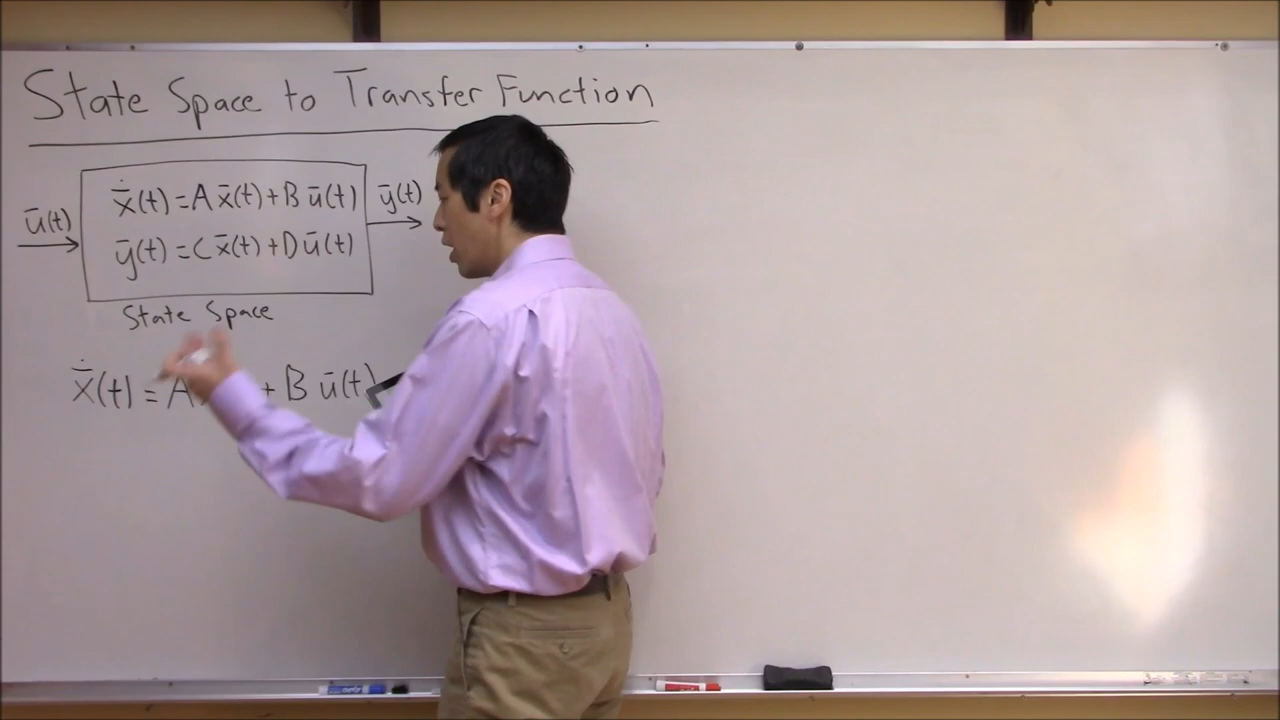 State Space to Transfer Function
ū(t)
ẋ̄(t) = A x̄(t) + B ū(t)
ȳ(t)
ȳ(t) = C x̄(t) + D ū(t)
State Space
ẋ̄(t) = A + B ū(t)